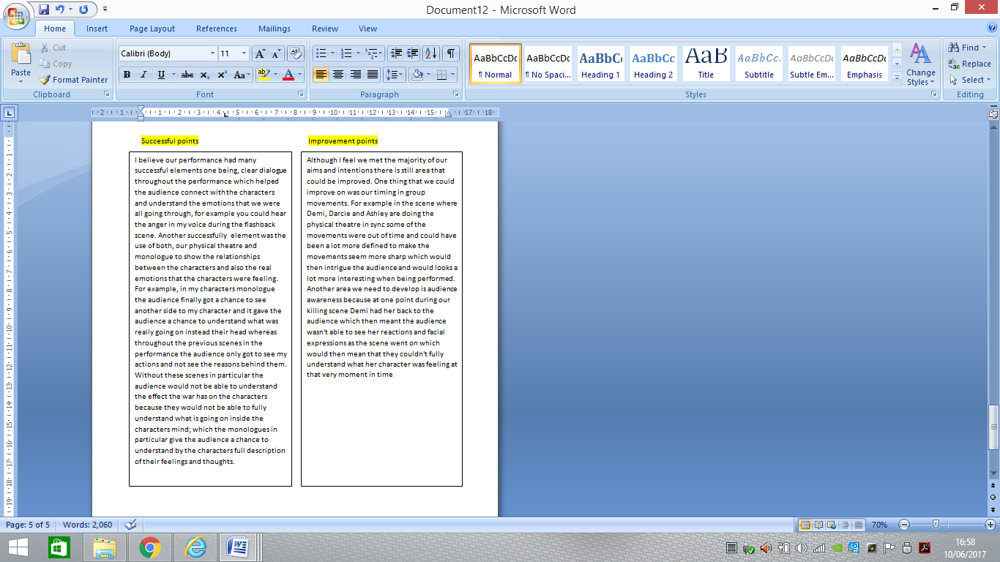 Document12 - Microsoft Word
Home Insert Page Layout References Mailings Review View
Paste
Cut
Copy
Format Painter
Clipboard
Calibri (Body) 11
Font
Paragraph
AaBbCcDc AaBbCcDc AaBbC AaBbCc AaB AaBbCc. AaBbCcDc AaBbCcDc
¶ Normal ¶ No Spaci... Heading 1 Heading 2 Title Subtitle Subtle Em... Emphasis
Change Styles
Styles
Find
Replace
Select
Editing
Successful points
I believe our performance had many
successful elements one being, clear dialogue
throughout the performance which helped
the audience connect with the characters
and understand the emotions that we were
all going through, for example you could hear
the anger in my voice during the flashback
scene. Another successfully element was the
use of both, our physical theatre and
monologue to show the relationships
between the characters and also the real
emotions that the characters were feeling.
For example, in my characters monologue
the audience finally got a chance to see
another side to my character and it gave the
audience a chance to understand what was
really going on instead their head whereas
throughout the previous scenes in the
performance the audience only got to see my
actions and not see the reasons behind them.
Without these scenes in particular the
audience would not be able to understand
the effect the war has on the characters
because they would not be able to fully
understand what is going on inside the
characters mind; which the monologues in
particular give the audience a chance to
understand by the characters full description
of their feelings and thoughts.
Improvement points
Although I feel we met the majority of our
aims and intentions there is still area that
could be improved. One thing that we could
improve on was our timing in group
movements. For example in the scene where
Demi, Darcie and Ashley are doing the
physical theatre in sync some of the
movements were out of time and could have
been a lot more defined to make the
movements seem more sharp which would
then intrigue the audience and would looks a
lot more interesting when being performed.
Another area we need to develop is audience
awareness because at one point during our
killing scene Demi had her back to the
audience which then meant the audience
wasn't able to see her reactions and facial
expressions as the scene went on which
would then mean that they couldn't fully
understand what her character was feeling at
that very moment in time
Page: 5 of 5 Words: 2,060
70%
16:58
10/06/2017